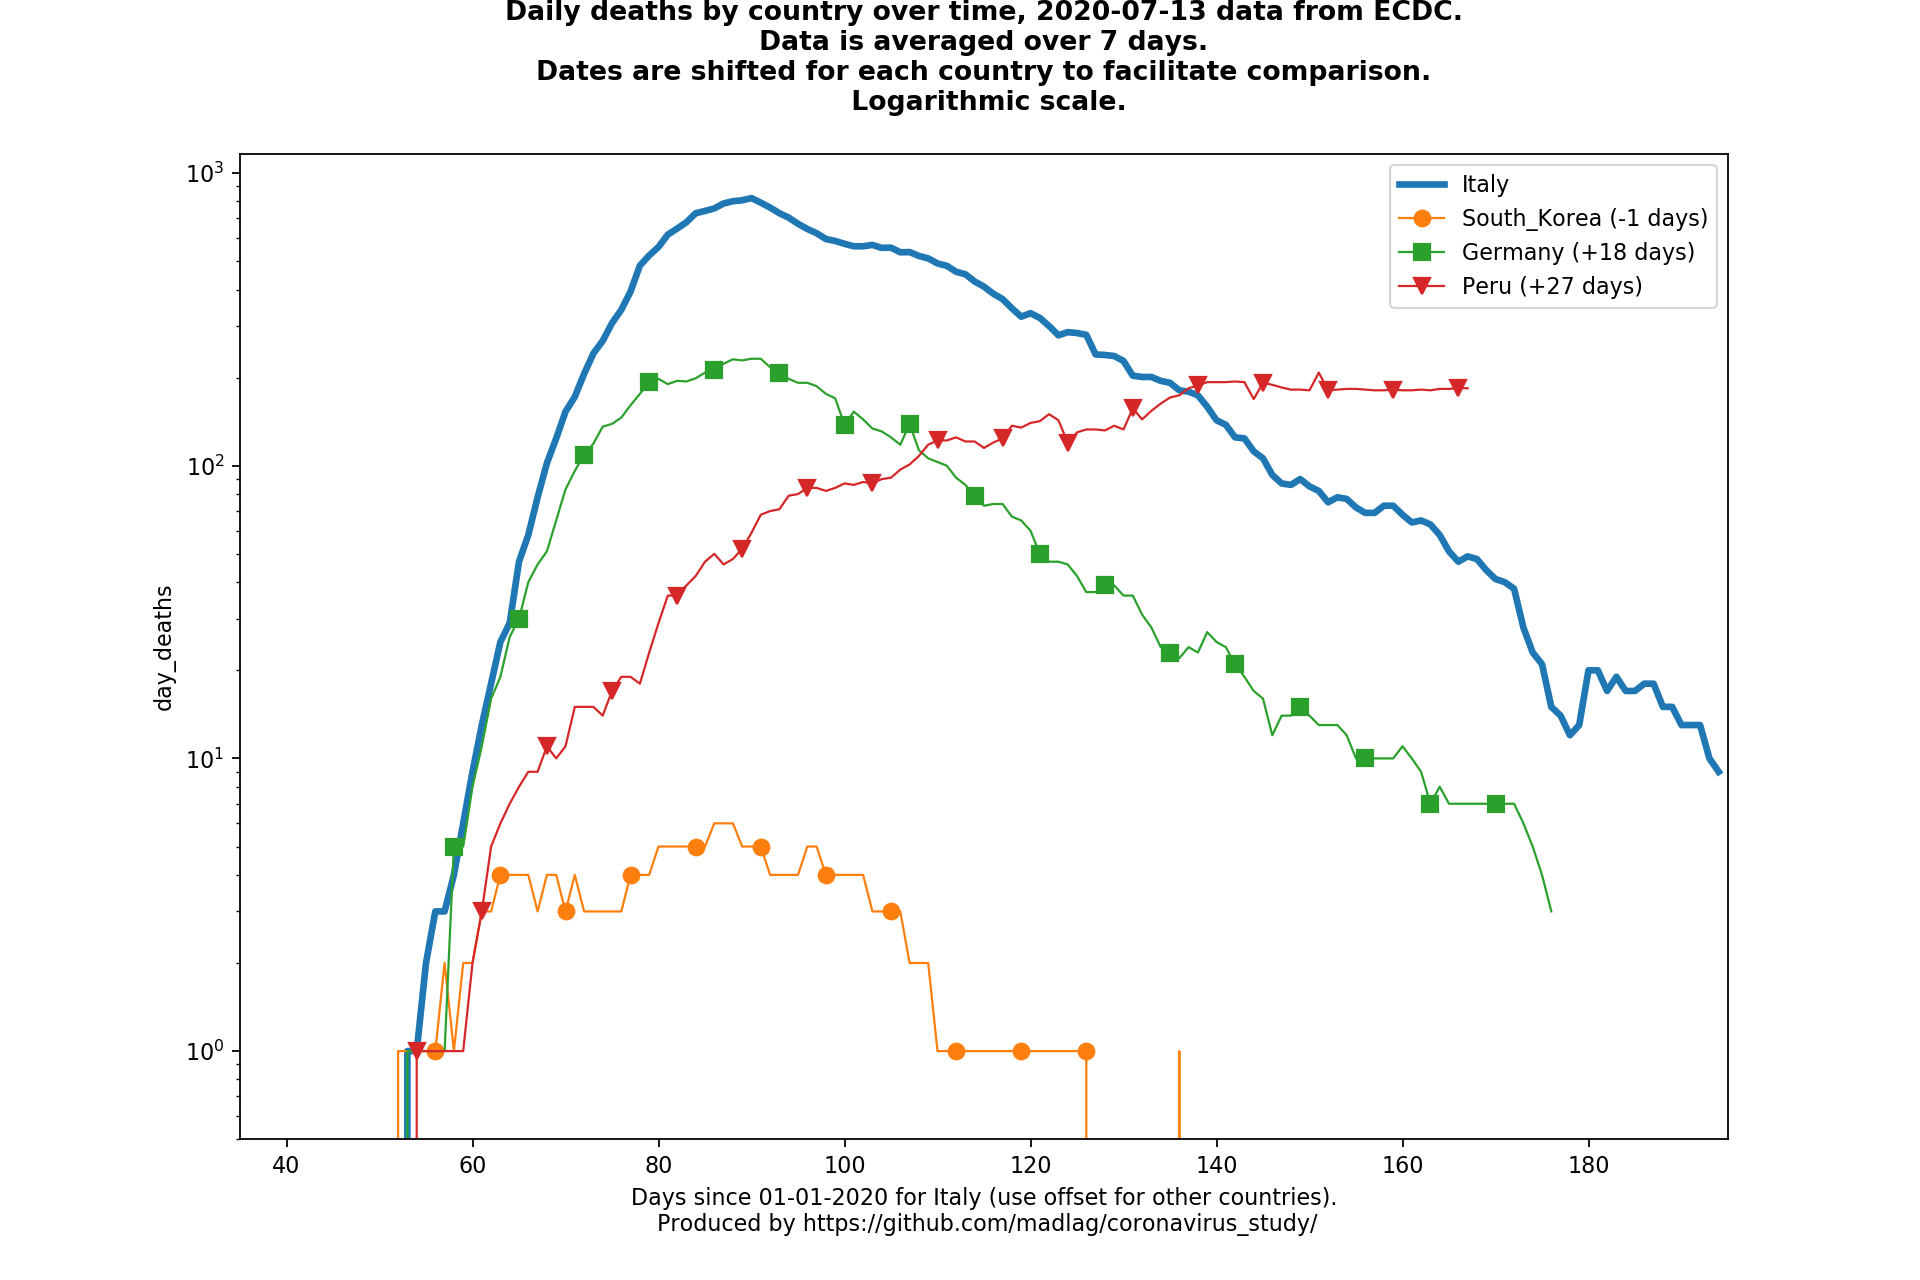 Daily deaths by country over time, 2020-07-13 data from ECDC.
Data is averaged over 7 days.
Dates are shifted for each country to facilitate comparison.
Logarithmic scale.
10³
Italy
South_Korea (-1 days)
Germany (+18 days)
Peru (+27 days)
10²
day_deaths
10¹
10⁰
40 60 80 100 120 140 160 180
Days since 01-01-2020 for Italy (use offset for other countries).
Produced by https://github.com/madlag/coronavirus_study/